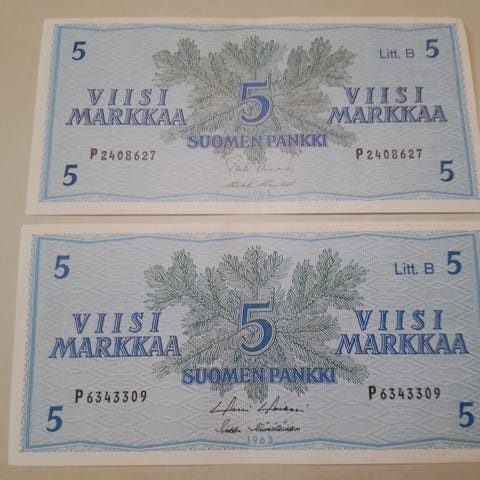 5 Litt. B 5
5
VIISI MARKKAA
VIISI MARKKAA
SUOMEN PANKKI
P2408627 P2408627
5 5
1963
5 Litt. B 5
5
VIISI MARKKAA
VIISI MARKKAA
SUOMEN PANKKI
P6343309 P6343309
5 5
1963